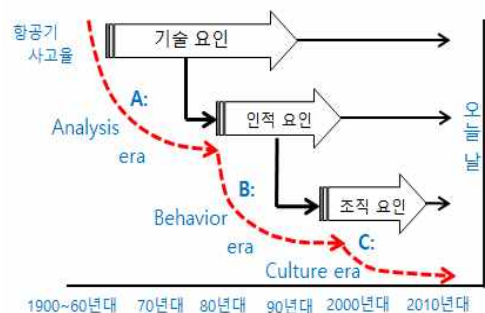 항공기
사고율
기술 요인
A:
Analysis
era
인적 요인
오늘날
B:
Behavior
era
조직 요인
C:
Culture era
1900~60년대 70년대 80년대 90년대 2000년대 2010년대